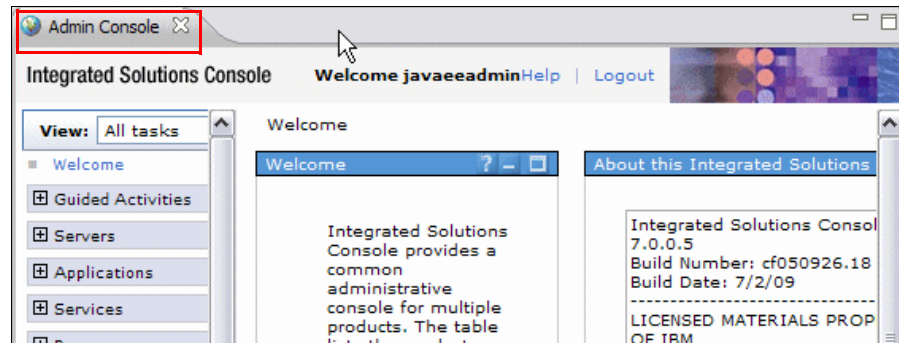 Admin Console
Integrated Solutions Console Welcome javaeeadmin Help | Logout
View: All tasks
Welcome
Guided Activities
Servers
Applications
Services
Welcome
Welcome ? 
Integrated Solutions
Console provides a
common
administrative
console for multiple
products. The table
About this Integrated Solutions
Integrated Solutions Consol
7.0.0.5
Build Number: cf050926.18
Build Date: 7/2/09
------------------------------
LICENSED MATERIALS PROP
OF IBM